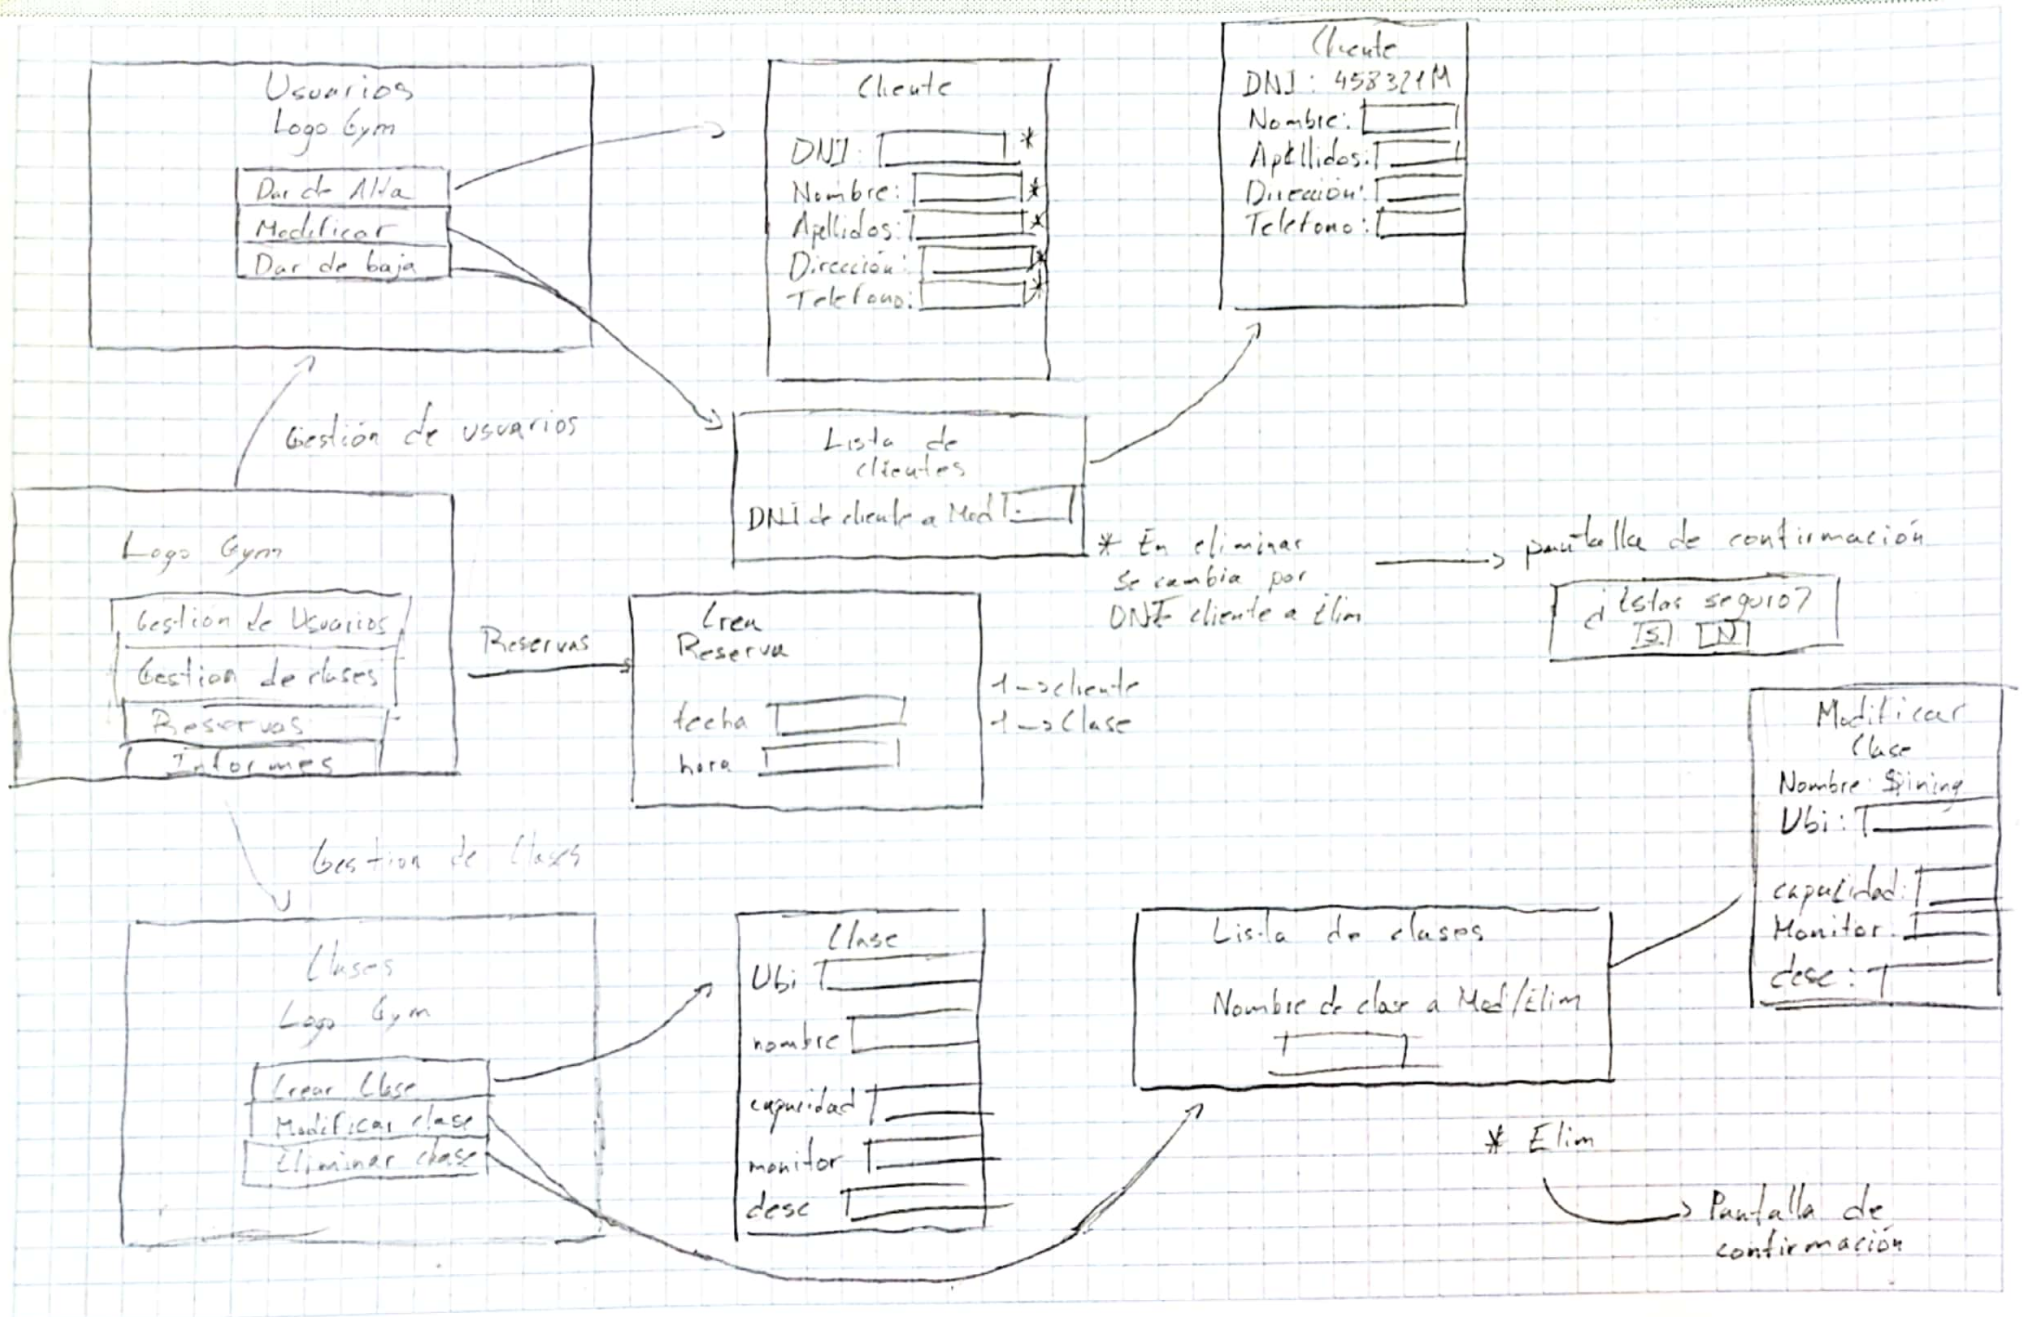 Usuarios
Logo Gym
Dar de Alta
Modificar
Dar de baja
Cliente
DNI: *
Nombre: *
Apellidos: *
Dirección: *
Telefono: *
Cliente
DNI: 458321M
Nombre:
Apellidos:
Dirección:
Telefono:
Gestión de usuarios
Lista de
clientes
DNI de cliente a Mod
* En eliminar
se cambia por
DNI cliente a Elim
pantalla de confirmación
¿Estas seguro?
S N
Logo Gym
Gestión de Usuarios
Gestion de clases
Reservas
Informes
Reservas
Crea
Reserva
fecha
hora
1 -> cliente
1 -> Clase
Modificar
Clase
Nombre: Spining
Ubi:
capacidad:
Monitor:
desc:
Gestion de Clases
Clases
Logo Gym
Crear Clase
Modificar clase
Eliminar clase
Clase
Ubi
nombre
capacidad
monitor
desc
Lista de clases
Nombre de clase a Mod/Elim
* Elim
Pantalla de
confirmación